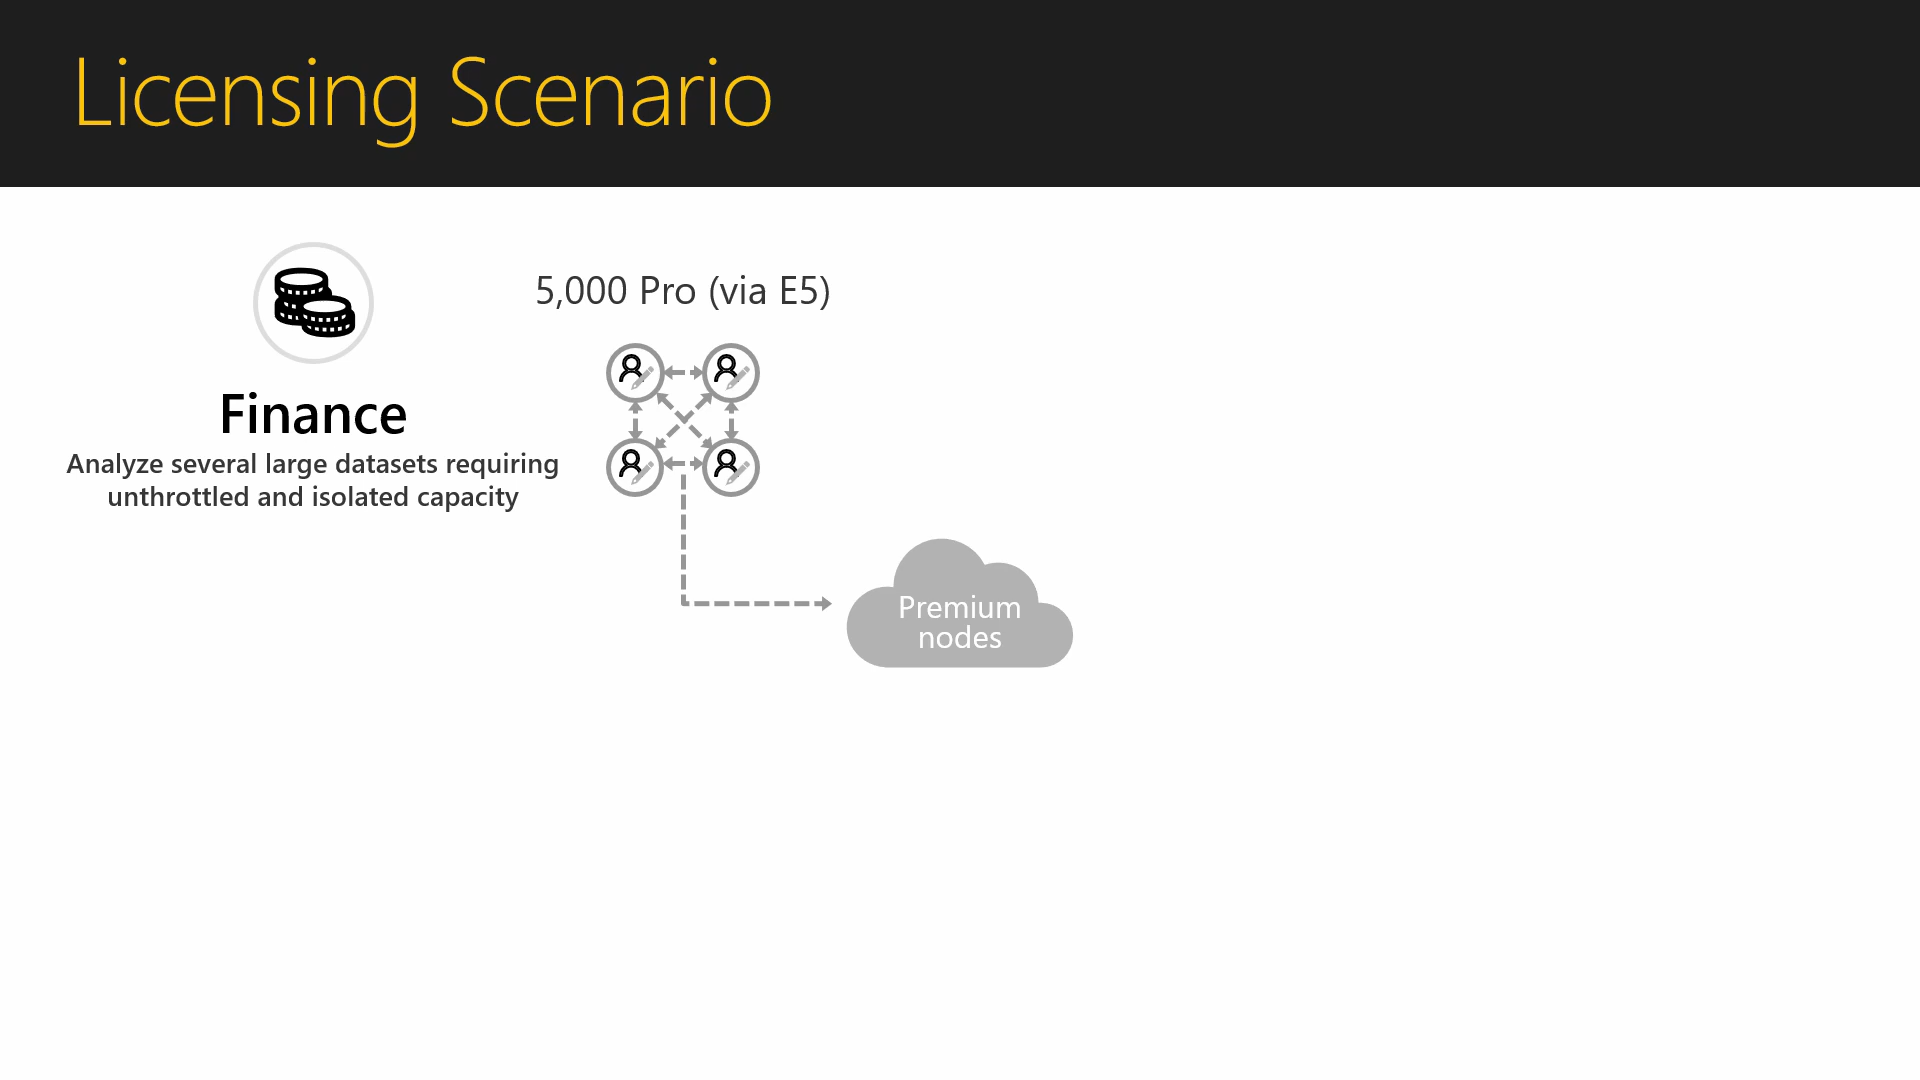 Licensing Scenario
5,000 Pro (via E5)
Finance
Analyze several large datasets requiring
unthrottled and isolated capacity
Premium
nodes